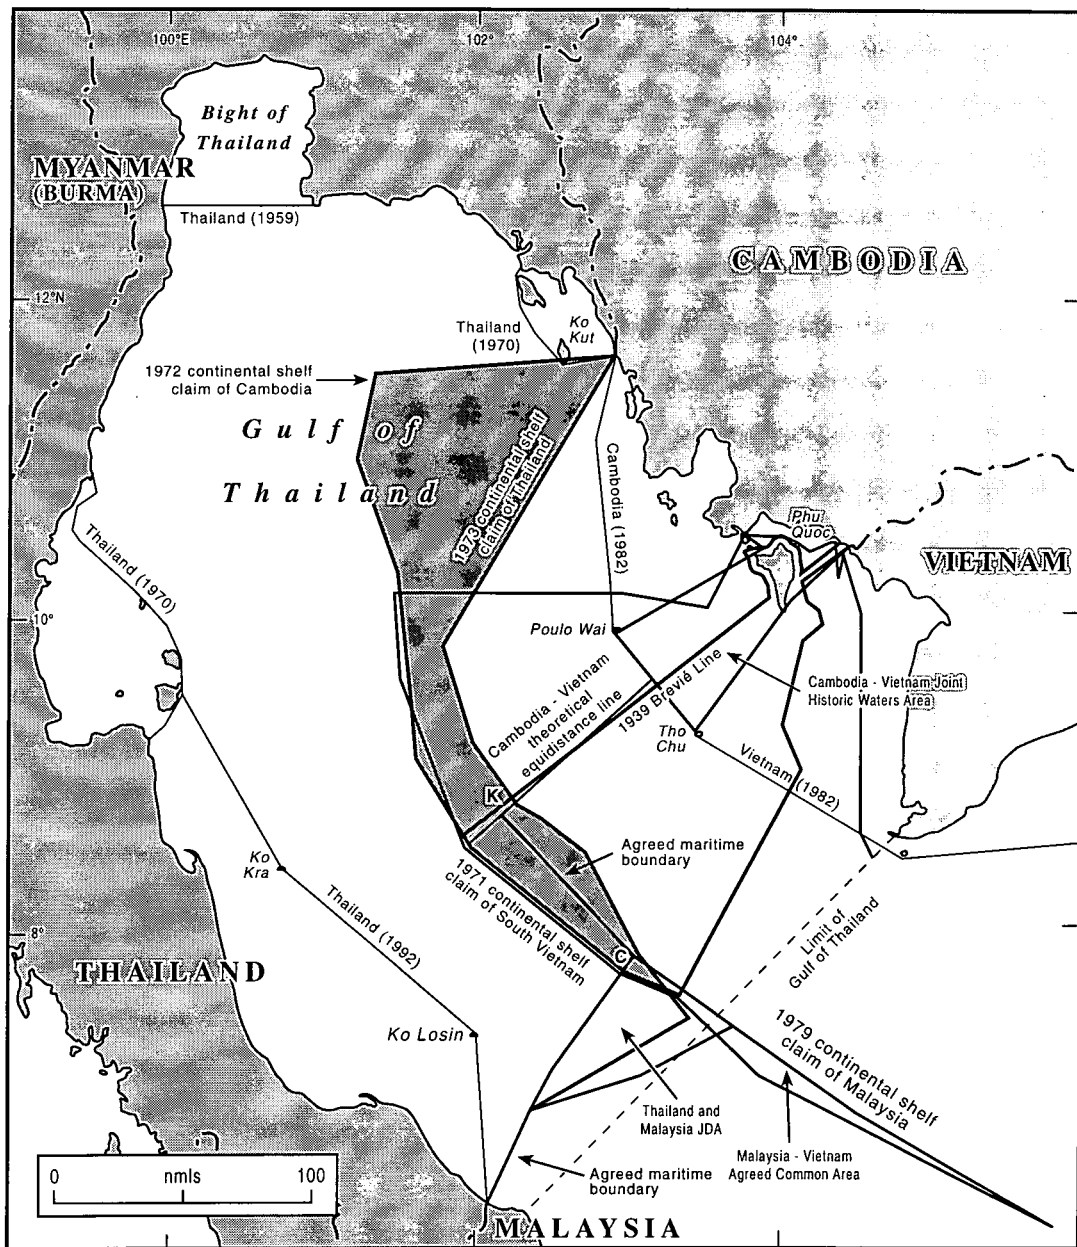 100°E
102°
104°
Bight of
Thailand
MYANMAR
(BURMA)
Thailand (1959)
CAMBODIA
12°N
Thailand
(1970)
Ko
Kut
1972 continental shelf
claim of Cambodia
Gulf of
Thailand
1973 continental shelf
claim of Thailand
Cambodia (1982)
Phu
Quoc
VIETNAM
Thailand (1970)
10°
Poulo Wai
Cambodia - Vietnam
theoretical
equidistance line
1939 Brevié Line
Cambodia - Vietnam Joint
Historic Waters Area
Tho
Chu
Vietnam (1982)
K
Agreed maritime
boundary
Ko
Kra
1971 continental shelf
claim of South Vietnam
Thailand (1992)
Limit of
Gulf of Thailand
8°
C
THAILAND
Ko Losin
1979 continental shelf
claim of Malaysia
Thailand and
Malaysia JDA
Malaysia - Vietnam
Agreed Common Area
Agreed maritime
boundary
0 nmls 100
MALAYSIA